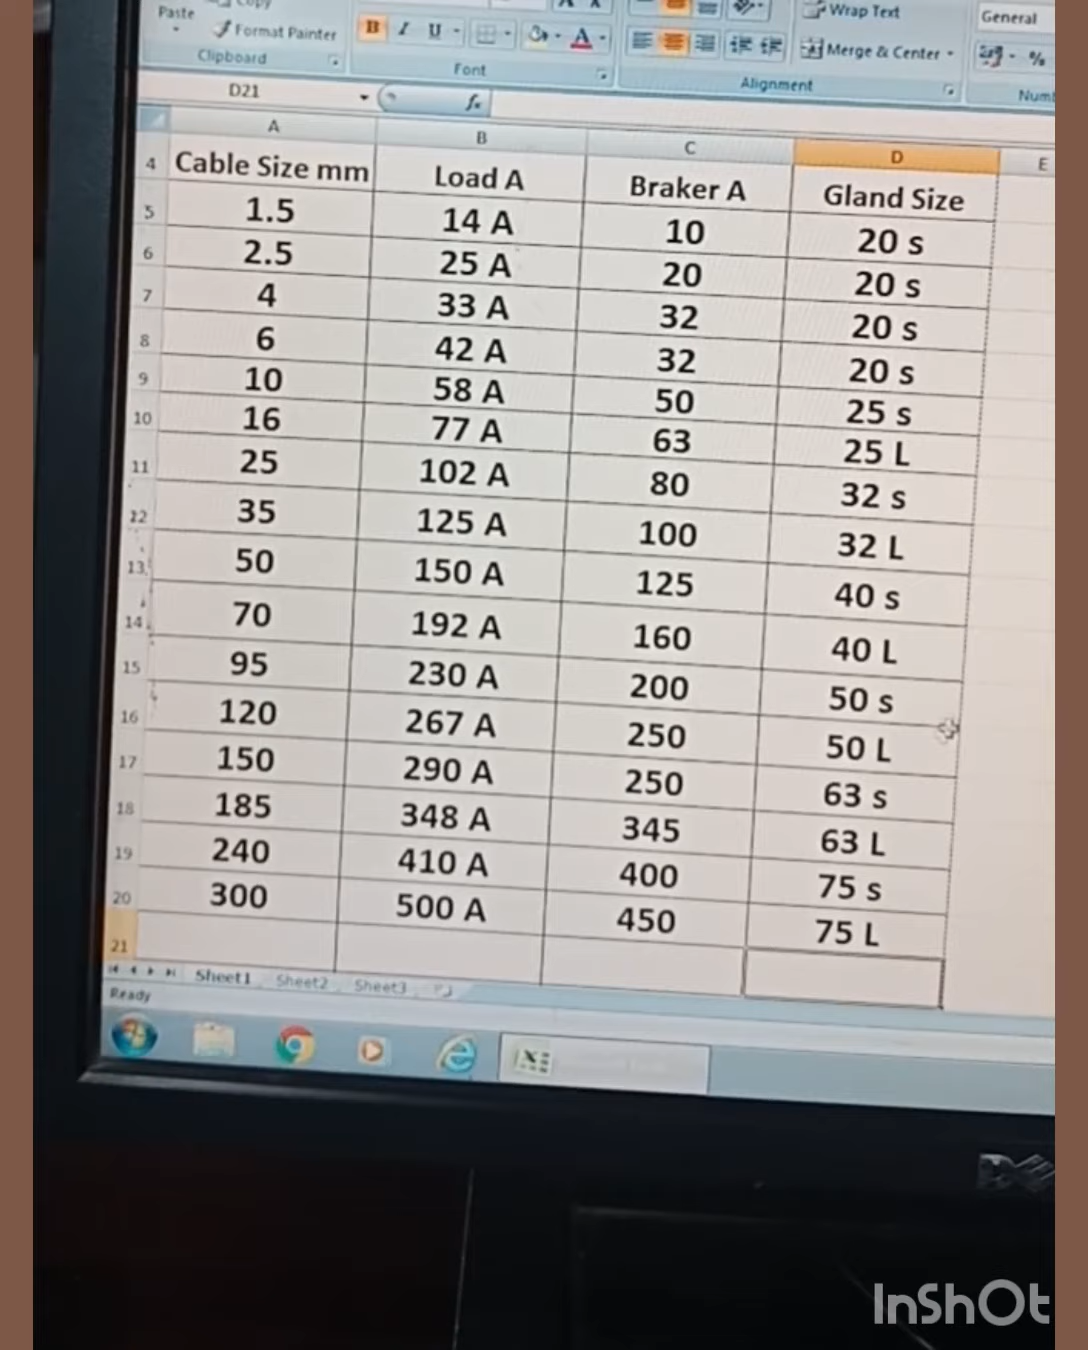 Paste
Copy
Format Painter
Clipboard
B I U
A
Font
Wrap Text
Merge & Center
Alignment
General
%
D21
fx
A B C D E
4 Cable Size mm Load A Braker A Gland Size
5 1.5 14 A 10 20 s
6 2.5 25 A 20 20 s
7 4 33 A 32 20 s
8 6 42 A 32 20 s
9 10 58 A 50 25 s
10 16 77 A 63 25 L
11 25 102 A 80 32 s
12 35 125 A 100 32 L
13 50 150 A 125 40 s
14 70 192 A 160 40 L
15 95 230 A 200 50 s
16 120 267 A 250 50 L
17 150 290 A 250 63 s
18 185 348 A 345 63 L
19 240 410 A 400 75 s
20 300 500 A 450 75 L
21
Sheet1 Sheet2 Sheet3
Ready
InShOt